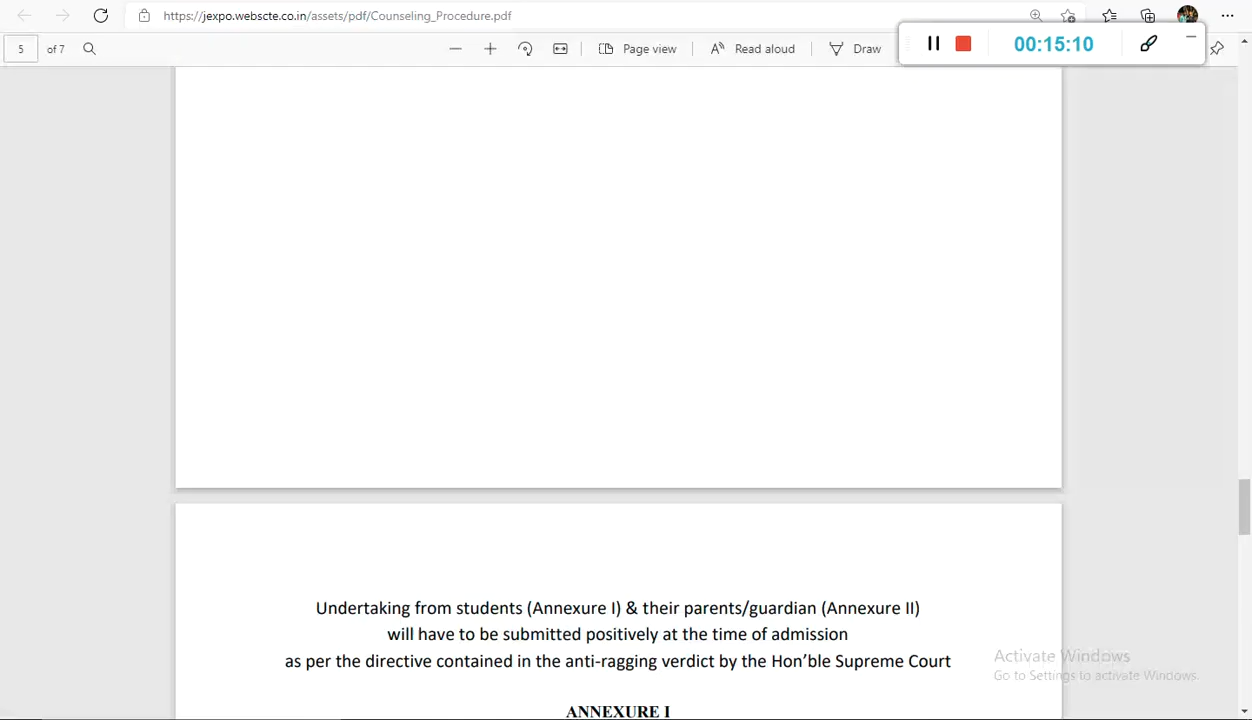 https://jexpo.webscte.co.in/assets/pdf/Counseling_Procedure.pdf
5 of 7
Page view
Read aloud
Draw
00:15:10
Undertaking from students (Annexure I) & their parents/guardian (Annexure II)
will have to be submitted positively at the time of admission
as per the directive contained in the anti-ragging verdict by the Hon'ble Supreme Court
Activate Windows
Go to Settings to activate Windows.
ANNEXURE I